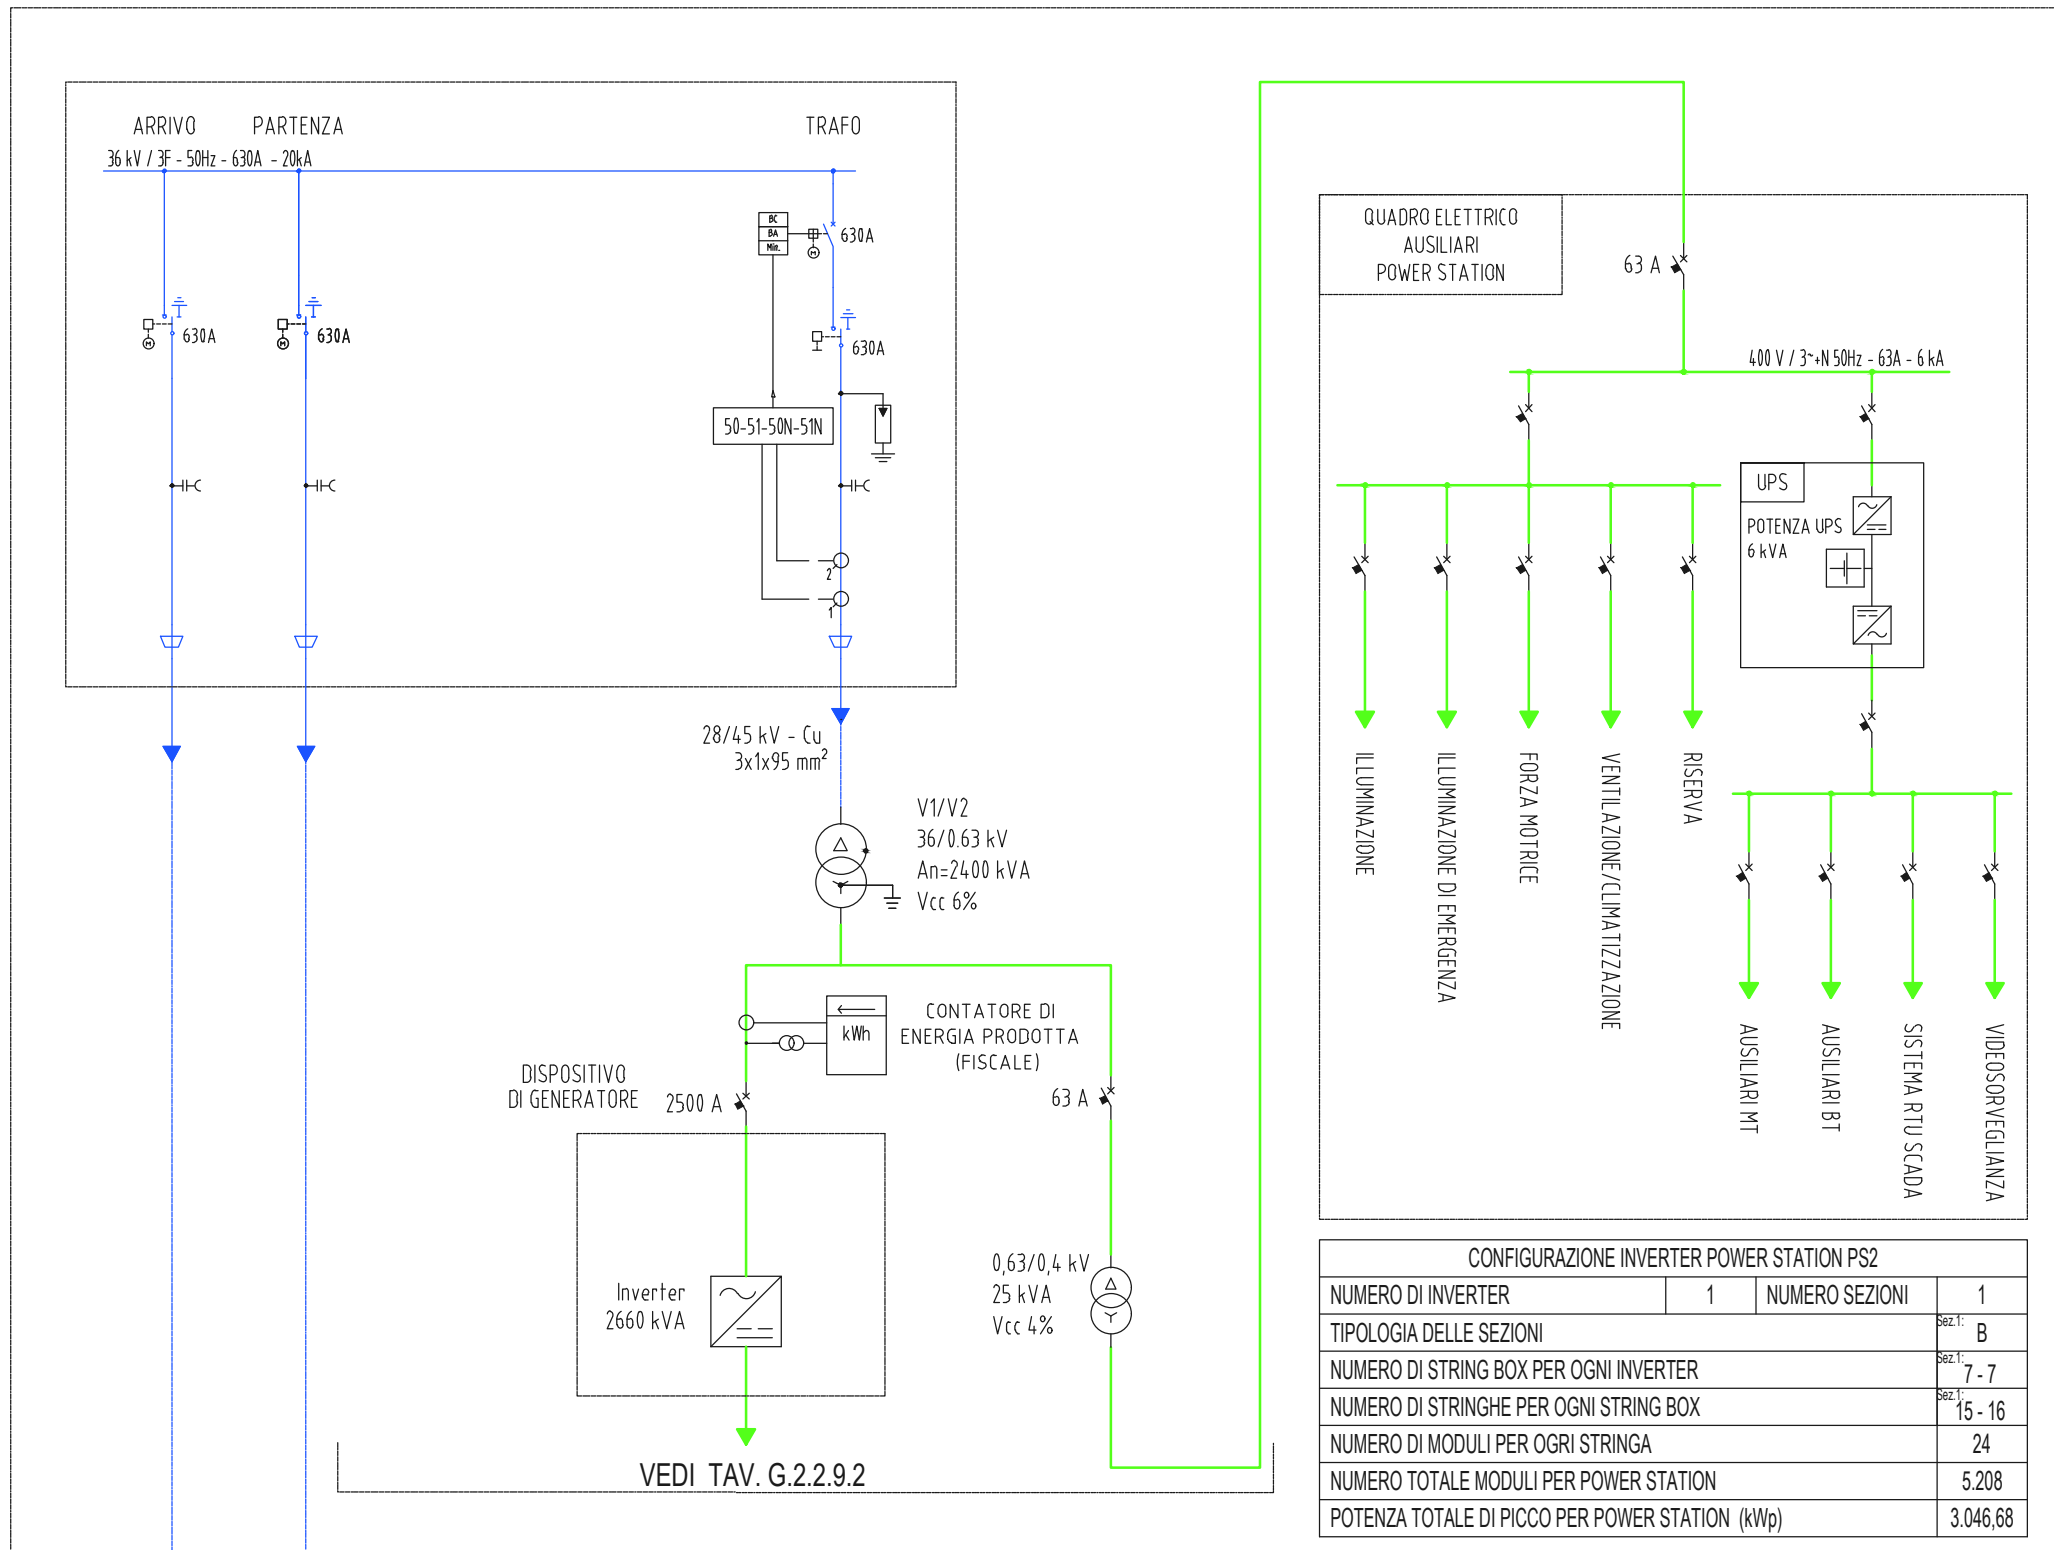 ARRIVO
PARTENZA
TRAFO
36 kV / 3F - 50Hz - 630A - 20kA
BC
BA
Min.
M
630A
M
630A
M
630A
630A
50-51-50N-51N
2
1
28/45 kV - Cu
3x1x95 mm²
V1/V2
36/0.63 kV
An=2400 kVA
Vcc 6%
kWh
CONTATORE DI
ENERGIA PRODOTTA
(FISCALE)
DISPOSITIVO
DI GENERATORE
2500 A
63 A
Inverter
2660 kVA
0,63/0,4 kV
25 kVA
Vcc 4%
VEDI TAV. G.2.2.9.2
QUADRO ELETTRICO
AUSILIARI
POWER STATION
63 A
400 V / 3~+N 50Hz - 63A - 6 kA
UPS
POTENZA UPS
6 kVA
ILLUMINAZIONE
ILLUMINAZIONE DI EMERGENZA
FORZA MOTRICE
VENTILAZIONE/CLIMATIZZAZIONE
RISERVA
AUSILIARI MT
AUSILIARI BT
SISTEMA RTU SCADA
VIDEOSORVEGLIANZA
CONFIGURAZIONE INVERTER POWER STATION PS2
NUMERO DI INVERTER 1 NUMERO SEZIONI 1
TIPOLOGIA DELLE SEZIONI Sez.1: B
NUMERO DI STRING BOX PER OGNI INVERTER Sez.1: 7 - 7
NUMERO DI STRINGHE PER OGNI STRING BOX Sez.1: 15 - 16
NUMERO DI MODULI PER OGRI STRINGA 24
NUMERO TOTALE MODULI PER POWER STATION 5.208
POTENZA TOTALE DI PICCO PER POWER STATION (kWp) 3.046,68